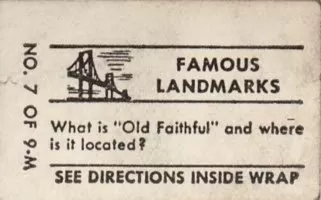 NO. 7 OF 9-M.
FAMOUS
LANDMARKS
What is "Old Faithful" and where
is it located?
SEE DIRECTIONS INSIDE WRAP